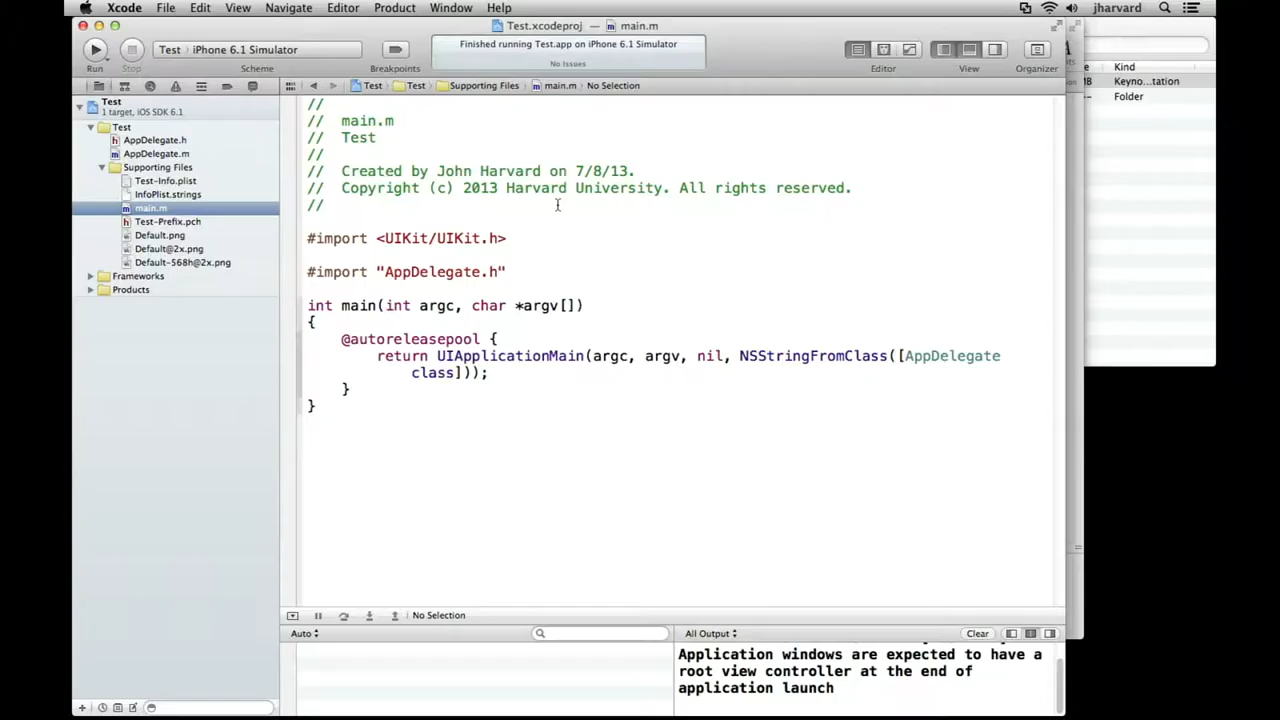 Xcode File Edit View Navigate Editor Product Window Help jharvard
Test.xcodeproj — main.m
Run Stop
Test iPhone 6.1 Simulator
Scheme
Breakpoints
Finished running Test.app on iPhone 6.1 Simulator
No Issues
Editor View Organizer
Kind
MB Keyno...tation
-- Folder
Test Test Supporting Files main.m No Selection
Test
1 target, iOS SDK 6.1
Test
AppDelegate.h
AppDelegate.m
Supporting Files
Test-Info.plist
InfoPlist.strings
main.m
Test-Prefix.pch
Default.png
Default@2x.png
Default-568h@2x.png
Frameworks
Products
//
// main.m
// Test
//
// Created by John Harvard on 7/8/13.
// Copyright (c) 2013 Harvard University. All rights reserved.
//
#import <UIKit/UIKit.h>
#import "AppDelegate.h"
int main(int argc, char *argv[])
{
@autoreleasepool {
return UIApplicationMain(argc, argv, nil, NSStringFromClass([AppDelegate
class]));
}
}
No Selection
Auto
All Output
Clear
Application windows are expected to have a
root view controller at the end of
application launch